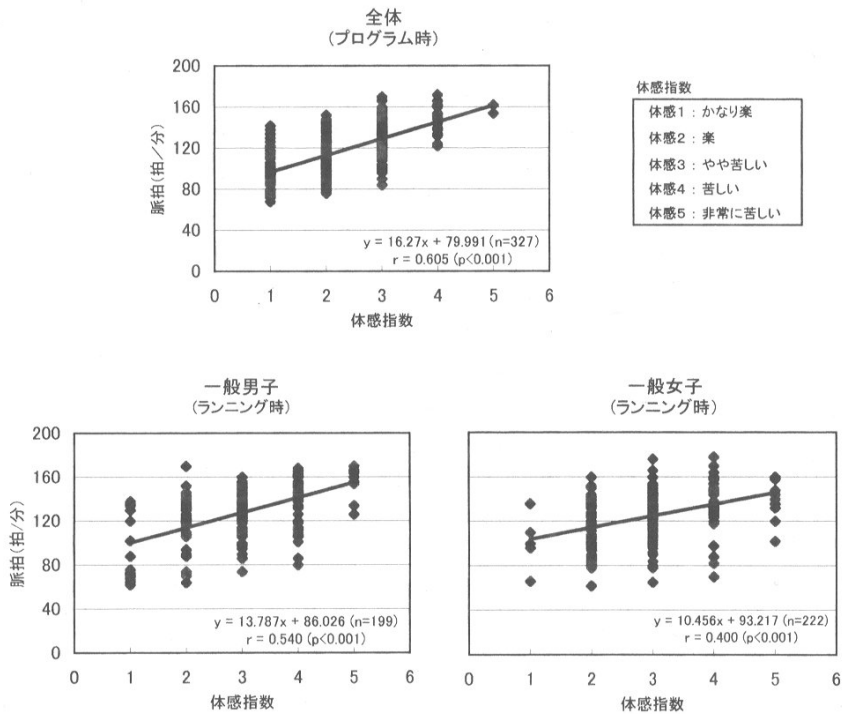 全体
(プログラム時)
200
160
120
80
40
0
脈拍(拍/分)
y = 16.27x + 79.991 (n=327)
r = 0.605 (p<0.001)
0 1 2 3 4 5 6
体感指数
体感指数
体感1：かなり楽
体感2：楽
体感3：やや苦しい
体感4：苦しい
体感5：非常に苦しい
一般男子
(ランニング時)
200
160
120
80
40
0
脈拍(拍/分)
y = 13.787x + 86.026 (n=199)
r = 0.540 (p<0.001)
0 1 2 3 4 5 6
体感指数
一般女子
(ランニング時)
y = 10.456x + 93.217 (n=222)
r = 0.400 (p<0.001)
0 1 2 3 4 5 6
体感指数